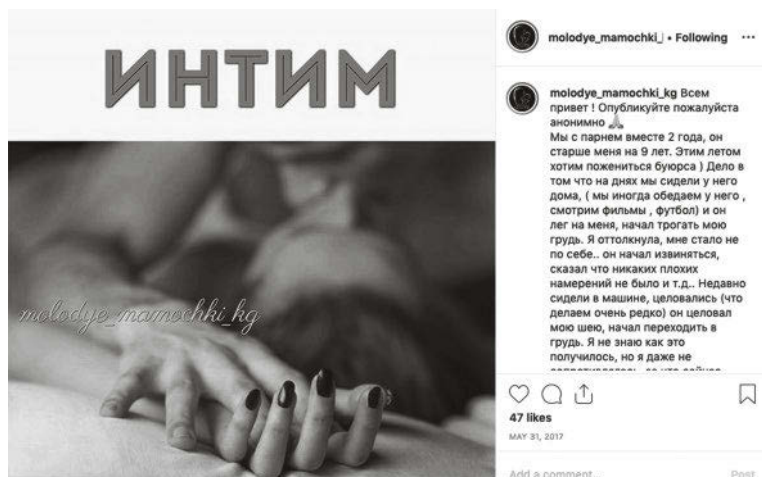 ИНТИМ
molodye_mamochki_kg
molodye_mamochki_l • Following
molodye_mamochki_kg Всем
привет ! Опубликуйте пожалуйста
анонимно
Мы с парнем вместе 2 года, он
старше меня на 9 лет. Этим летом
хотим пожениться буюрса ) Дело в
том что на днях мы сидели у него
дома, ( мы иногда обедаем у него ,
смотрим фильмы , футбол) и он
лег на меня, начал трогать мою
грудь. Я оттолкнула, мне стало не
по себе.. он начал извиняться,
сказал что никаких плохих
намерений не было и т.д.. Недавно
сидели в машине, целовались (что
делаем очень редко) он целовал
мою шею, начал переходить в
грудь. Я не знаю как это
получилось, но я даже не
47 likes
MAY 31, 2017
Add a comment... Post